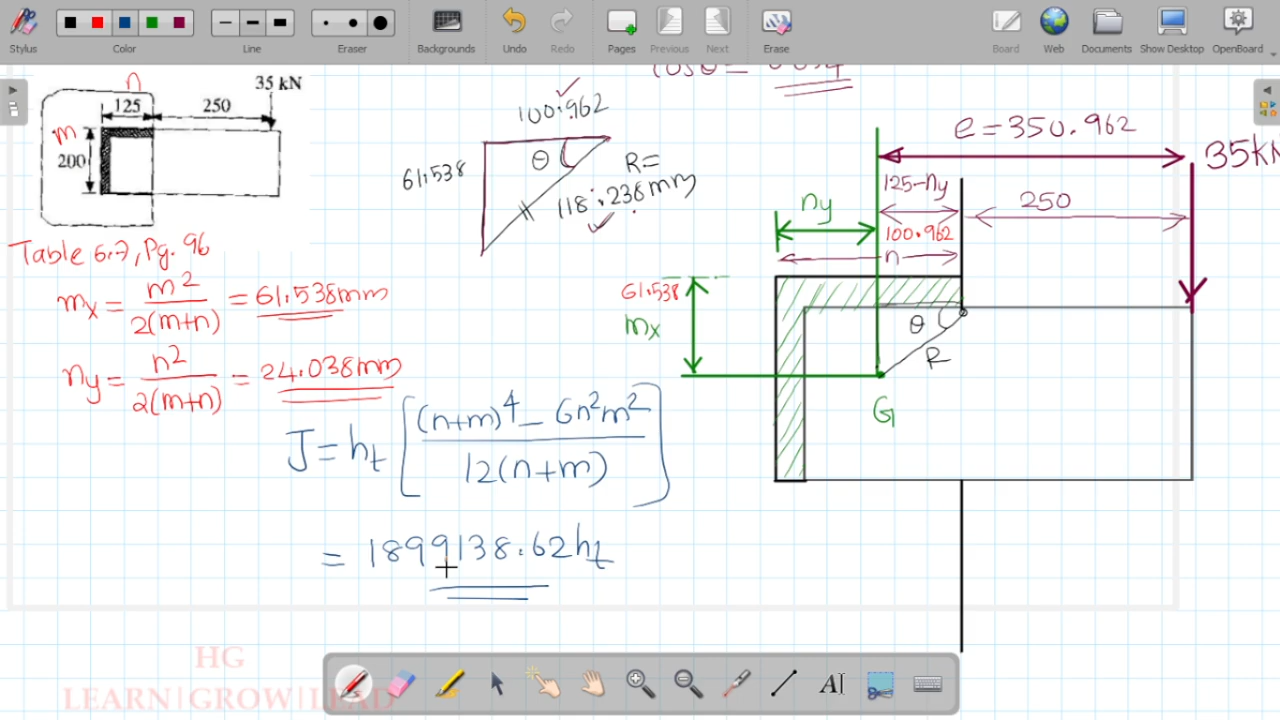 Stylus
Color
Line
Eraser
Backgrounds
Undo
Redo
Pages
Previous
Next
Erase
Board
Web
Documents
Show Desktop
OpenBoard
n
35 kN
125
250
m
200
100.962
61.538
θ
R=
118.238mm
Table 6.7, Pg. 96
mx = m² / 2(m+n) = 61.538mm
ny = n² / 2(m+n) = 24.038mm
J = ht [ (n+m)⁴ - 6n²m² / 12(n+m) ]
= 1899138.62ht
e = 350.962
35kN
125-ny
ny
250
100.962
n
61.538
mx
θ
R
G
HG
LEARN|GROW|LEAD
AI